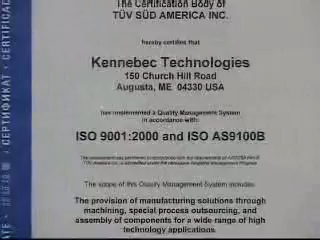 The Certification Body of
TÜV SÜD AMERICA INC.
hereby certifies that
Kennebec Technologies
150 Church Hill Road
Augusta, ME 04330 USA
has implemented a Quality Management System
in accordance with:
ISO 9001:2000 and ISO AS9100B
The scope of this Quality Management System includes:
The provision of manufacturing solutions through
machining, special process outsourcing, and
assembly of components for a wide range of high
technology applications.
СЕРТИФИКАТ